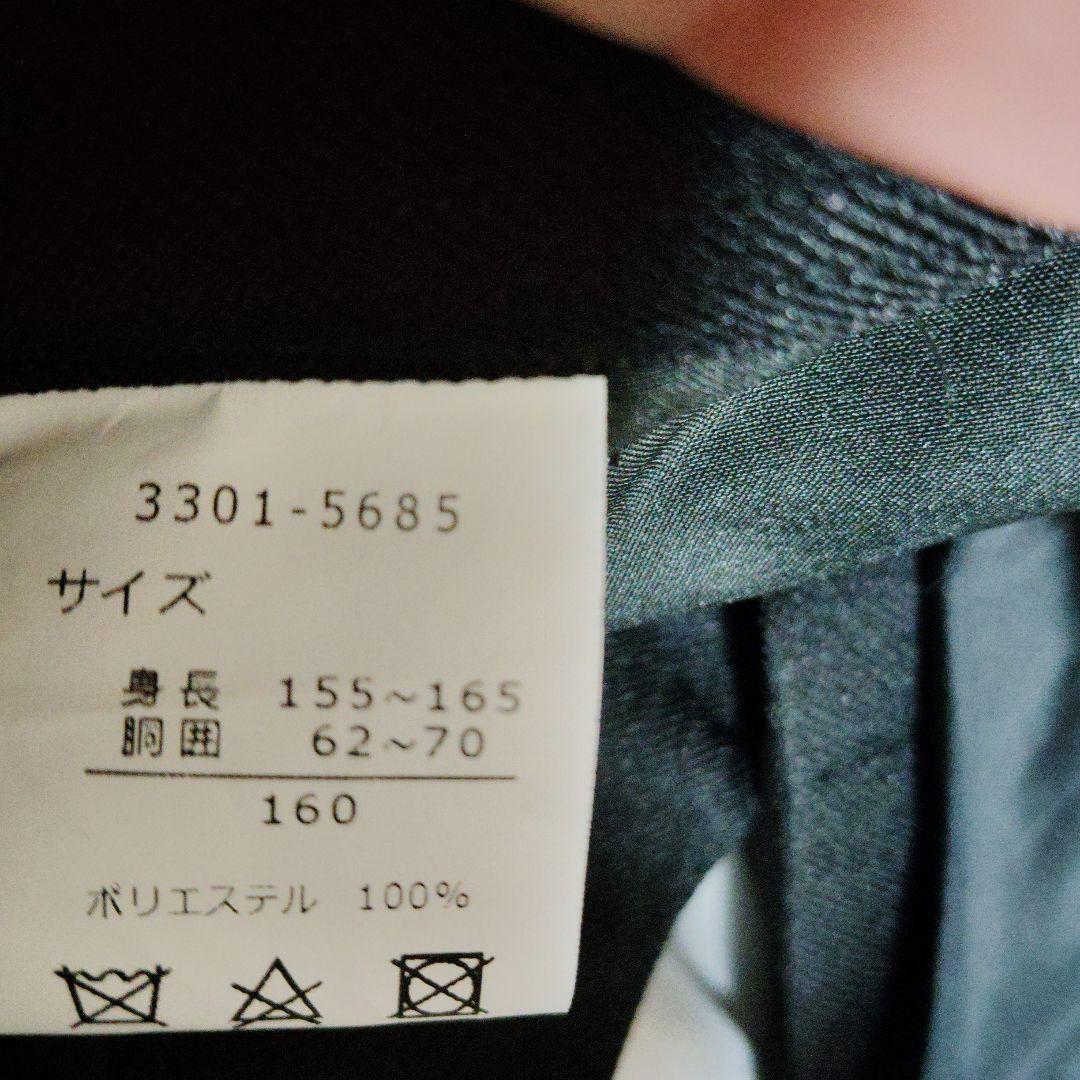 3301-5685
サイズ
身長 155~165
胴囲 62~70
160
ポリエステル 100%